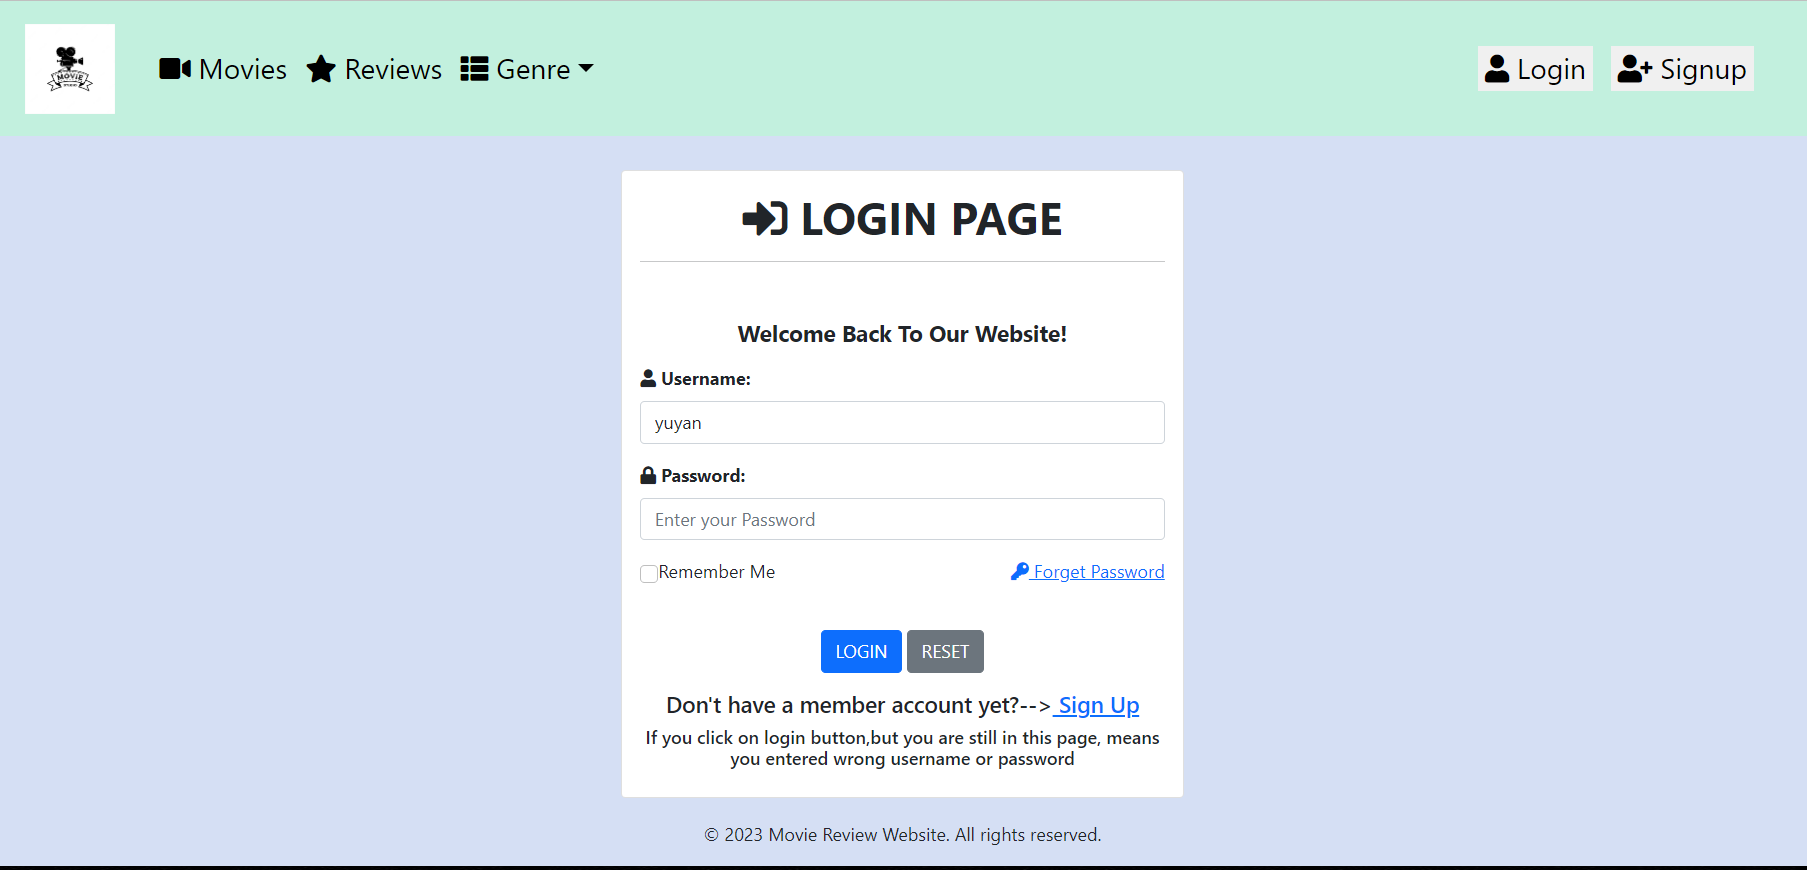 MOVIE
Movies
Reviews
Genre
Login
Signup
LOGIN PAGE
Welcome Back To Our Website!
Username:
yuyan
Password:
Enter your Password
Remember Me
Forget Password
LOGIN
RESET
Don't have a member account yet?--> Sign Up
If you click on login button,but you are still in this page, means
you entered wrong username or password
© 2023 Movie Review Website. All rights reserved.